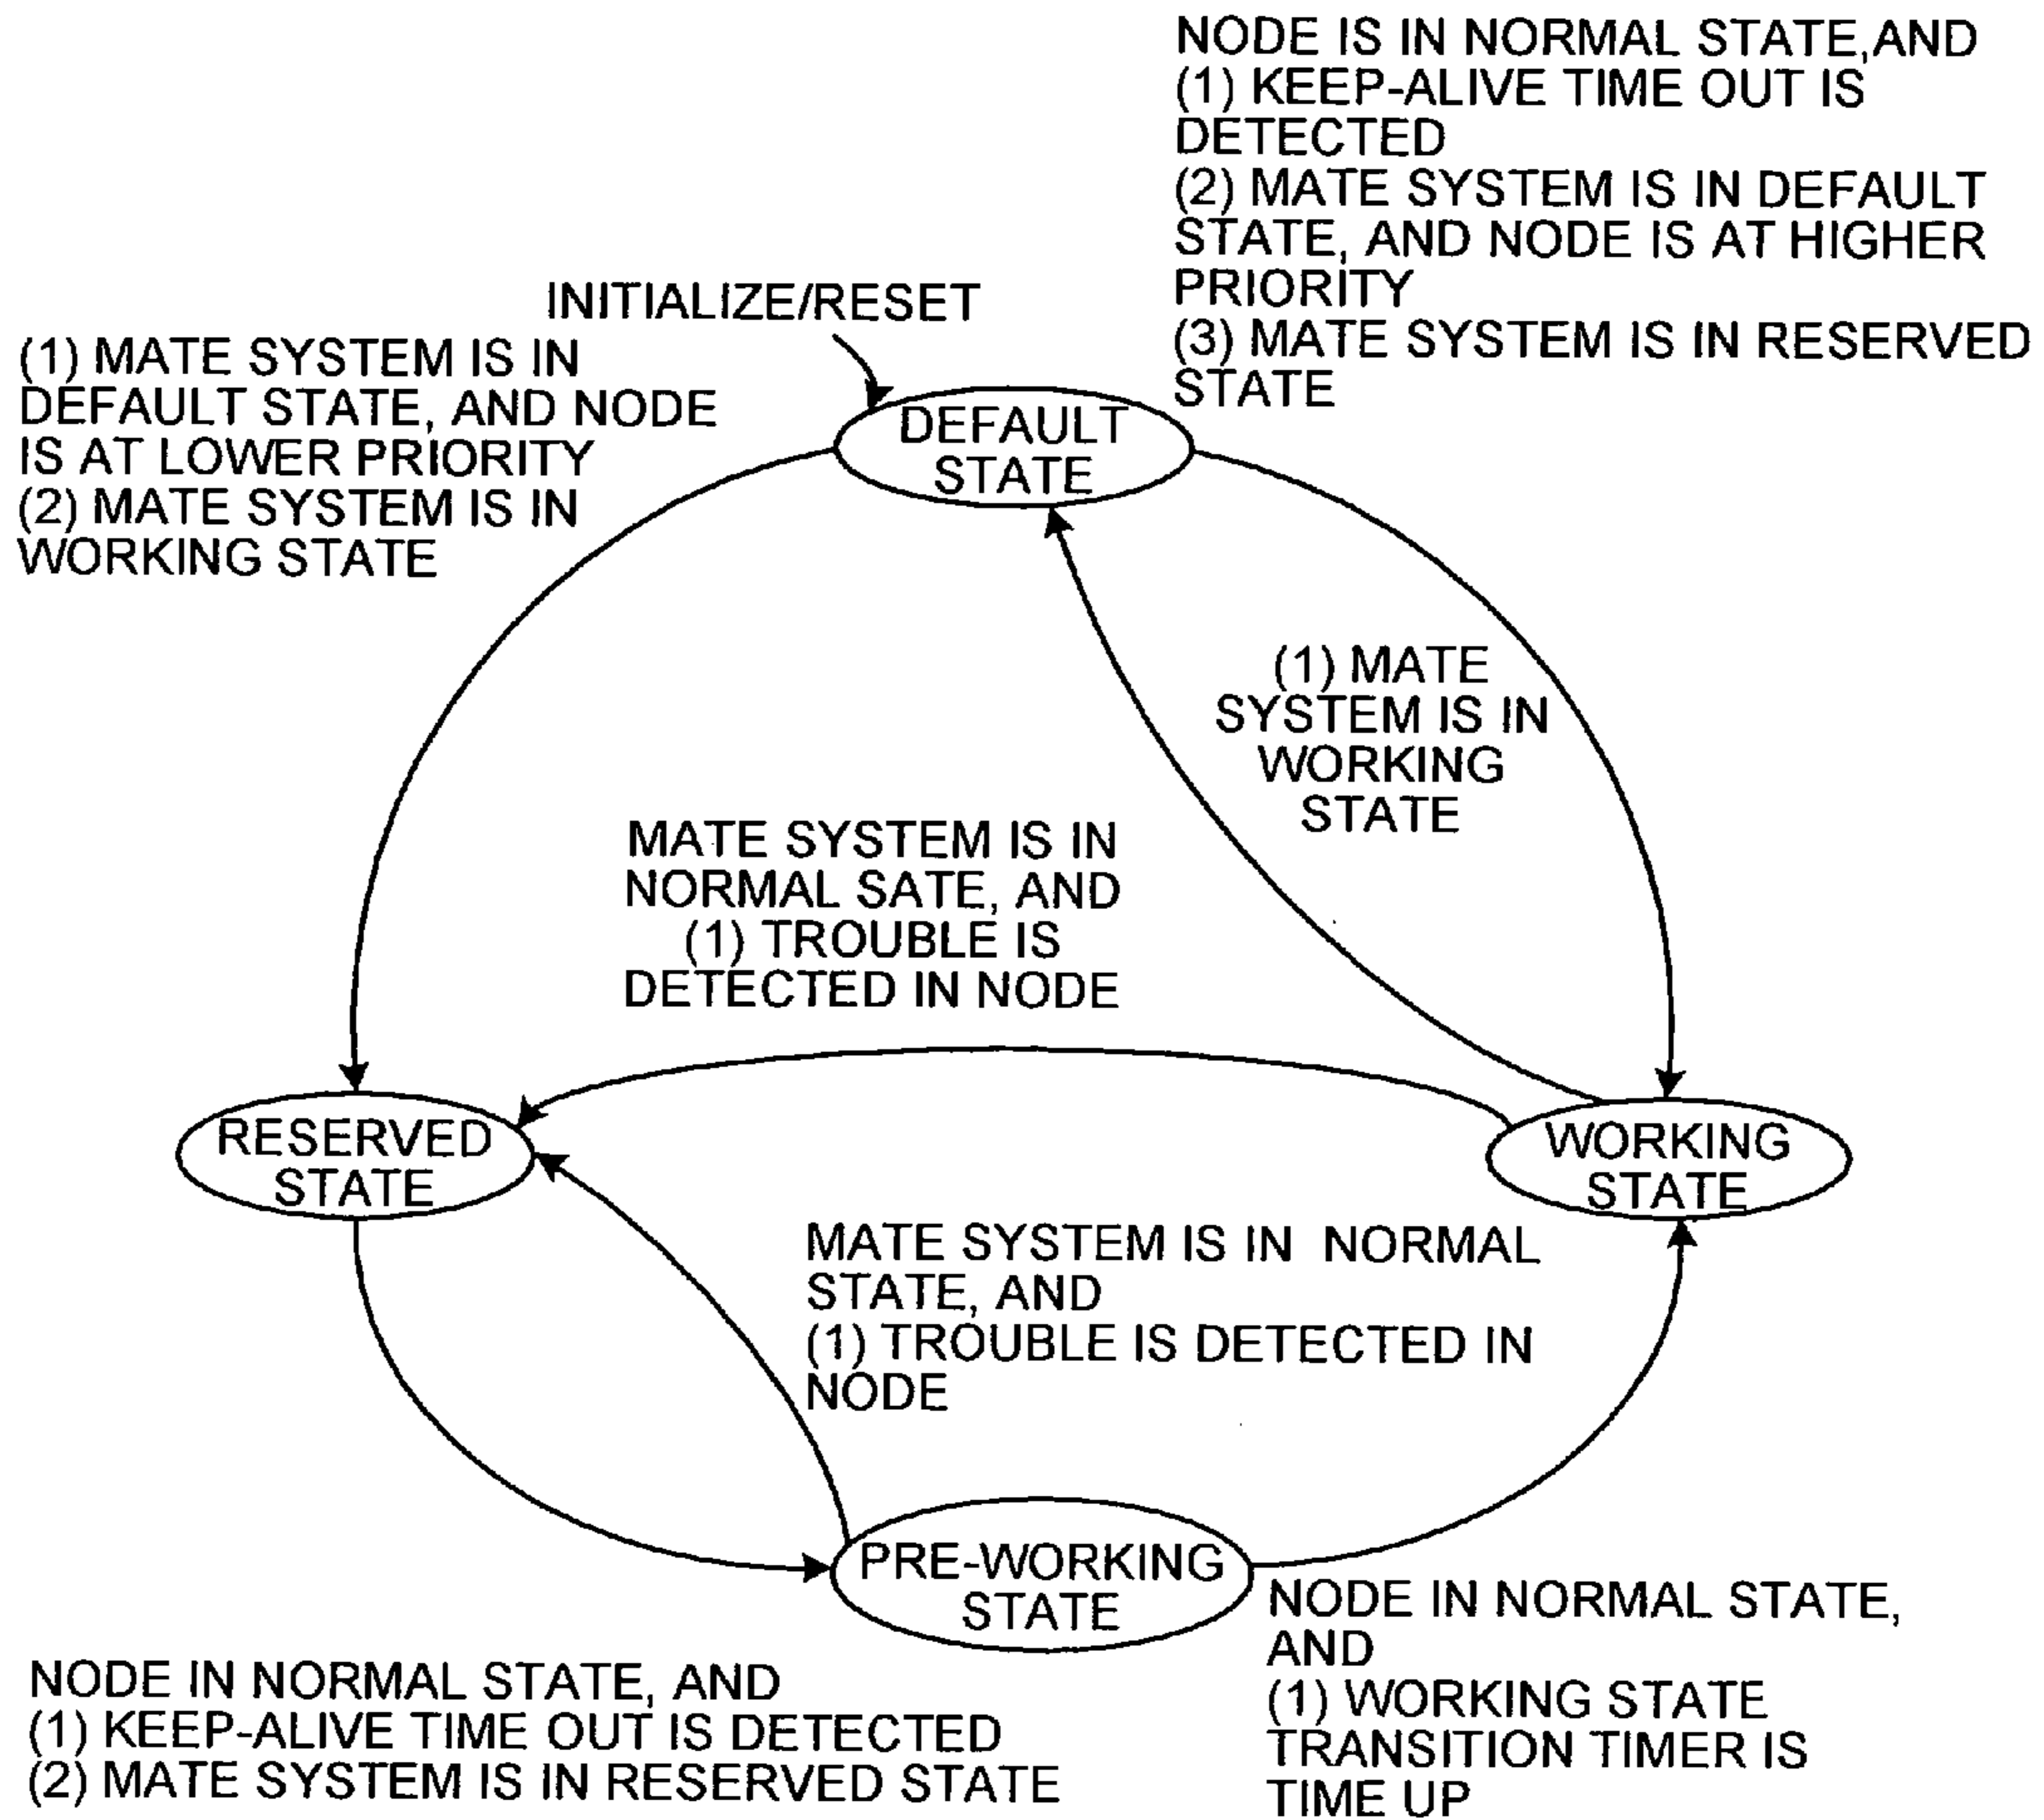 NODE IS IN NORMAL STATE,AND
(1) KEEP-ALIVE TIME OUT IS
DETECTED
(2) MATE SYSTEM IS IN DEFAULT
STATE, AND NODE IS AT HIGHER
PRIORITY
(3) MATE SYSTEM IS IN RESERVED
STATE
INITIALIZE/RESET
(1) MATE SYSTEM IS IN
DEFAULT STATE, AND NODE
IS AT LOWER PRIORITY
(2) MATE SYSTEM IS IN
WORKING STATE
DEFAULT
STATE
(1) MATE
SYSTEM IS IN
WORKING
STATE
MATE SYSTEM IS IN
NORMAL SATE, AND
(1) TROUBLE IS
DETECTED IN NODE
RESERVED
STATE
WORKING
STATE
MATE SYSTEM IS IN NORMAL
STATE, AND
(1) TROUBLE IS DETECTED IN
NODE
PRE-WORKING
STATE
NODE IN NORMAL STATE,
AND
(1) WORKING STATE
TRANSITION TIMER IS
TIME UP
NODE IN NORMAL STATE, AND
(1) KEEP-ALIVE TIME OUT IS DETECTED
(2) MATE SYSTEM IS IN RESERVED STATE